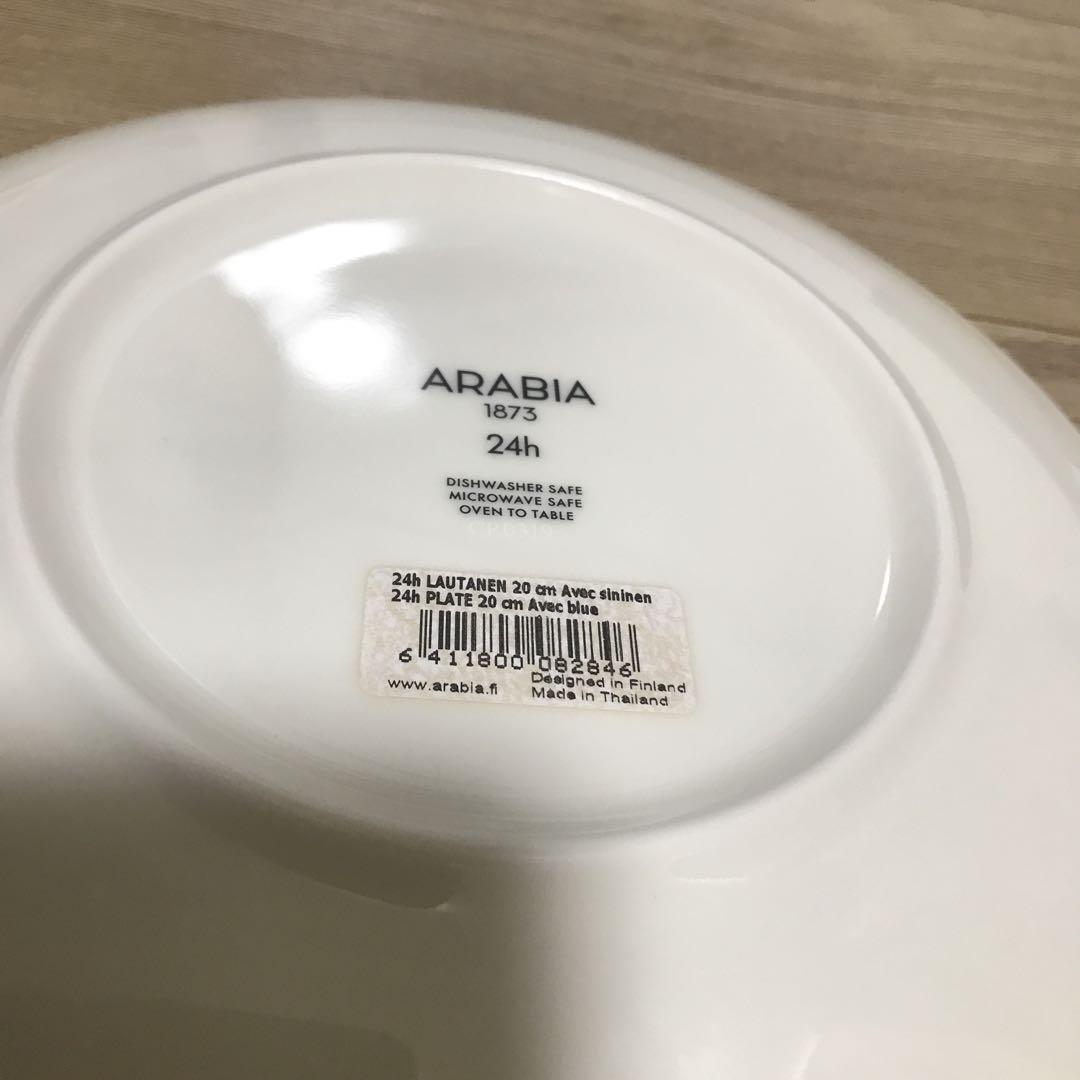 ARABIA
1873
24h
DISHWASHER SAFE
MICROWAVE SAFE
OVEN TO TABLE
24h LAUTANEN 20 cm Avec sininen
24h PLATE 20 cm Avec blue
6 411800 082846
www.arabia.fi
Designed in Finland
Made in Thailand